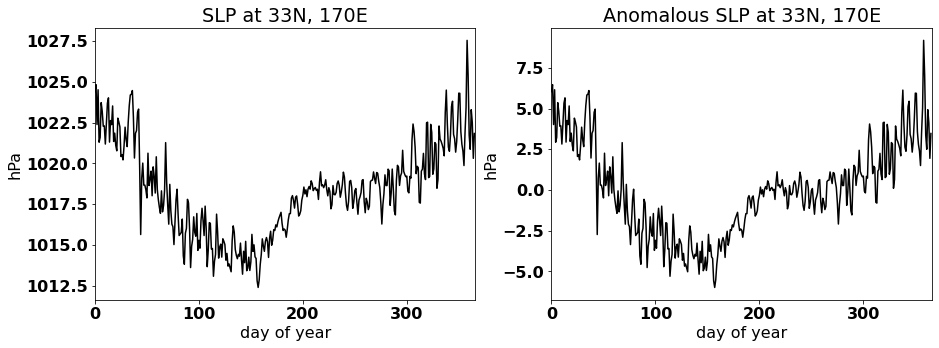 SLP at 33N, 170E
1027.5
1025.0
1022.5
1020.0
1017.5
1015.0
1012.5
hPa
0 100 200 300
day of year
Anomalous SLP at 33N, 170E
7.5
5.0
2.5
0.0
−2.5
−5.0
hPa
0 100 200 300
day of year